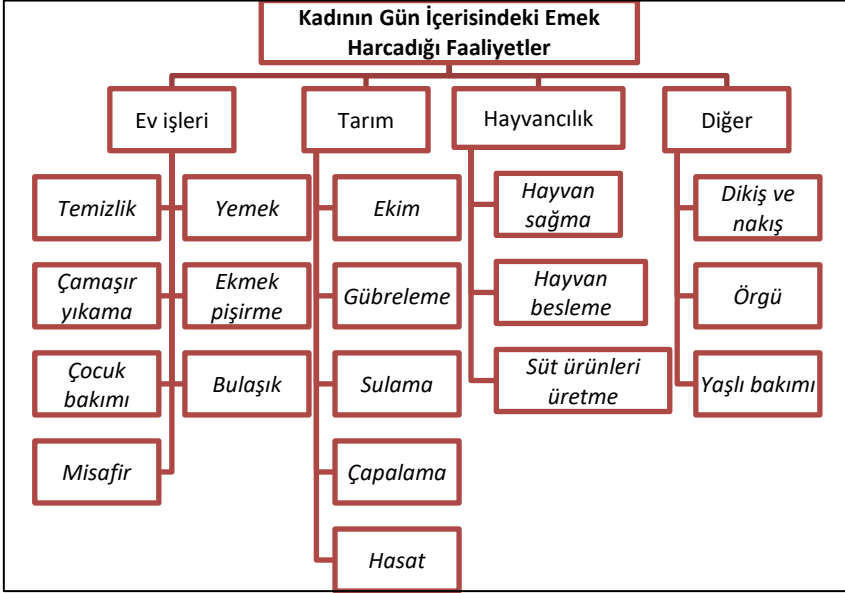 Kadının Gün İçerisindeki Emek
Harcadığı Faaliyetler
Ev işleri
Temizlik
Yemek
Çamaşır
yıkama
Ekmek
pişirme
Çocuk
bakımı
Bulaşık
Misafir
Tarım
Ekim
Gübreleme
Sulama
Çapalama
Hasat
Hayvancılık
Hayvan
sağma
Hayvan
besleme
Süt ürünleri
üretme
Diğer
Dikiş ve
nakış
Örgü
Yaşlı bakımı